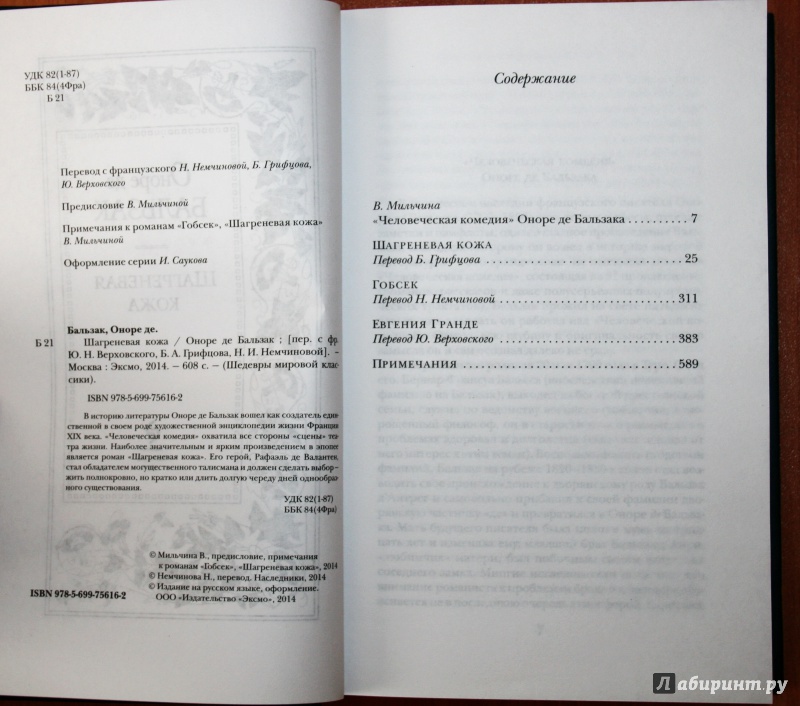 УДК 82(1-87)
ББК 84(4Фра)
Б 21
Перевод с французского Н. Немчиновой, Б. Грифцова,
Ю. Верховского
Предисловие В. Мильчиной
Примечания к романам «Гобсек», «Шагреневая кожа»
В. Мильчиной
Оформление серии И. Саукова
Бальзак, Оноре де.
Б 21 Шагреневая кожа / Оноре де Бальзак ; [пер. с фр.
Ю. Н. Верховского, Б. А. Грифцова, Н. И. Немчиновой]. –
Москва : Эксмо, 2014. – 608 с. – (Шедевры мировой клас-
сики).
ISBN 978-5-699-75616-2
В историю литературы Оноре де Бальзак вошел как создатель един-
ственной в своем роде художественной энциклопедии жизни Франции
XIX века. «Человеческая комедия» охватила все стороны «сцены» теа-
тра жизни. Наиболее значительным и ярким произведением в эпопее
является роман «Шагреневая кожа». Его герой, Рафаэль де Валантен,
стал обладателем могущественного талисмана и должен сделать выбор-
жить полнокровно, но кратко или длить долгую череду дней однообраз-
ного существования.
УДК 82(1-87)
ББК 84(4Фра)
© Мильчина В., предисловие, примечания
к романам «Гобсек», «Шагреневая кожа», 2014
© Немчинова Н., перевод. Наследники, 2014
© Издание на русском языке, оформление.
ООО «Издательство «Эксмо», 2014
ISBN 978-5-699-75616-2
Содержание
В. Мильчина
«Человеческая комедия» Оноре де Бальзака . . . . . . . . . 7
Шагреневая кожа
Перевод Б. Грифцова . . . . . . . . . . . . . . . . . . . . . . . . . . 25
Гобсек
Перевод Н. Немчиновой . . . . . . . . . . . . . . . . . . . . . . . . 311
Евгения Гранде
Перевод Ю. Верховского . . . . . . . . . . . . . . . . . . . . . . . . 383
Примечания . . . . . . . . . . . . . . . . . . . . . . . . . . . . . 589
Лабиринт.ру